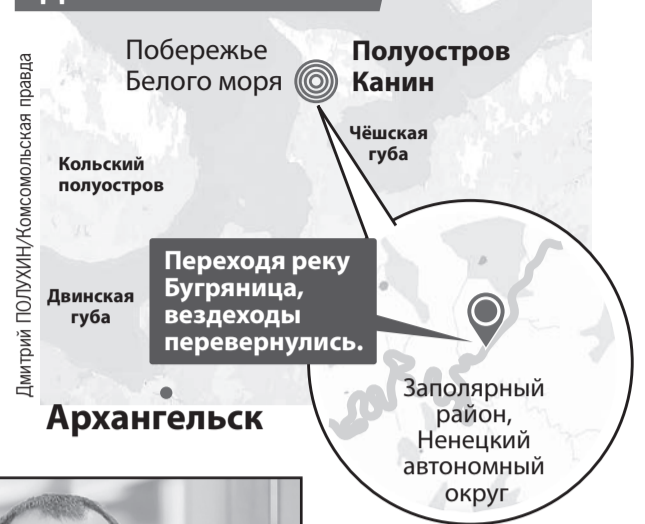 Побережье
Белого моря
Полуостров
Канин
Чёшская
губа
Кольский
полуостров
Переходя реку
Бугряница,
вездеходы
перевернулись.
Двинская
губа
Архангельск
Заполярный
район,
Ненецкий
автономный
округ
Дмитрий ПОЛУХИН/Комсомольская правда